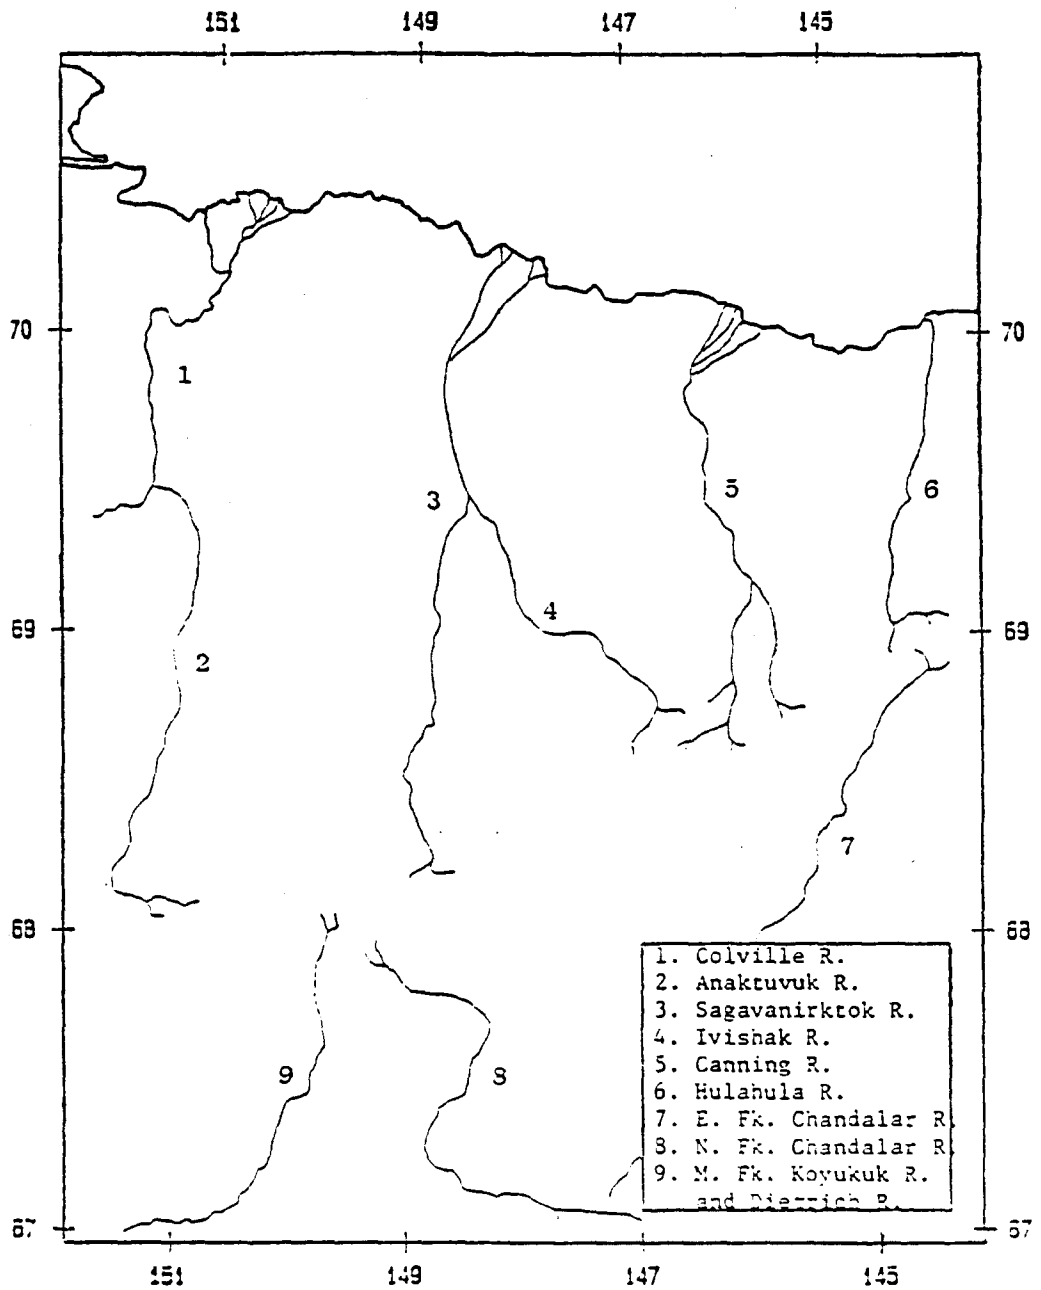 151 149 147 145
70 70
1
3 5 6
4
69 69
2
7
68 68
1. Colville R.
2. Anaktuvuk R.
3. Sagavanirktok R.
4. Ivishak R.
5. Canning R.
6. Hulahula R.
7. E. Fk. Chandalar R.
8. N. Fk. Chandalar R.
9. M. Fk. Koyukuk R.
and Dietrich R.
9 8
67 67
151 149 147 145